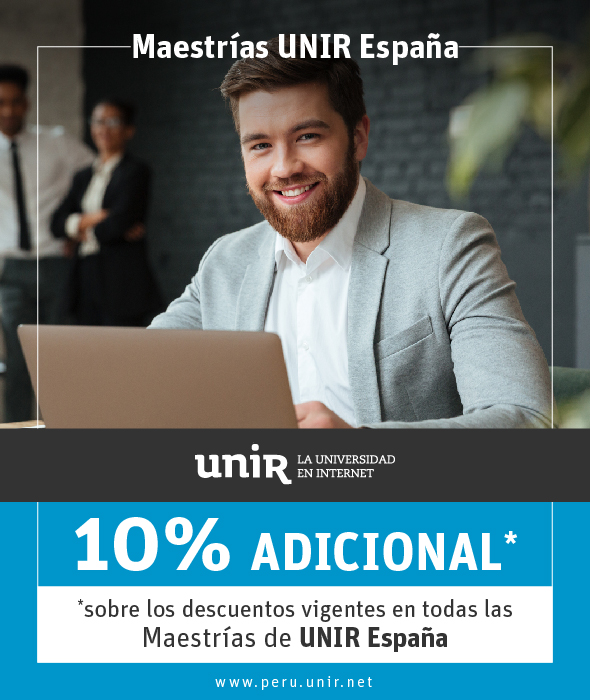 Maestrías UNIR España
unir LA UNIVERSIDAD
EN INTERNET
10% ADICIONAL*
*sobre los descuentos vigentes en todas las
Maestrías de UNIR España
www.peru.unir.net